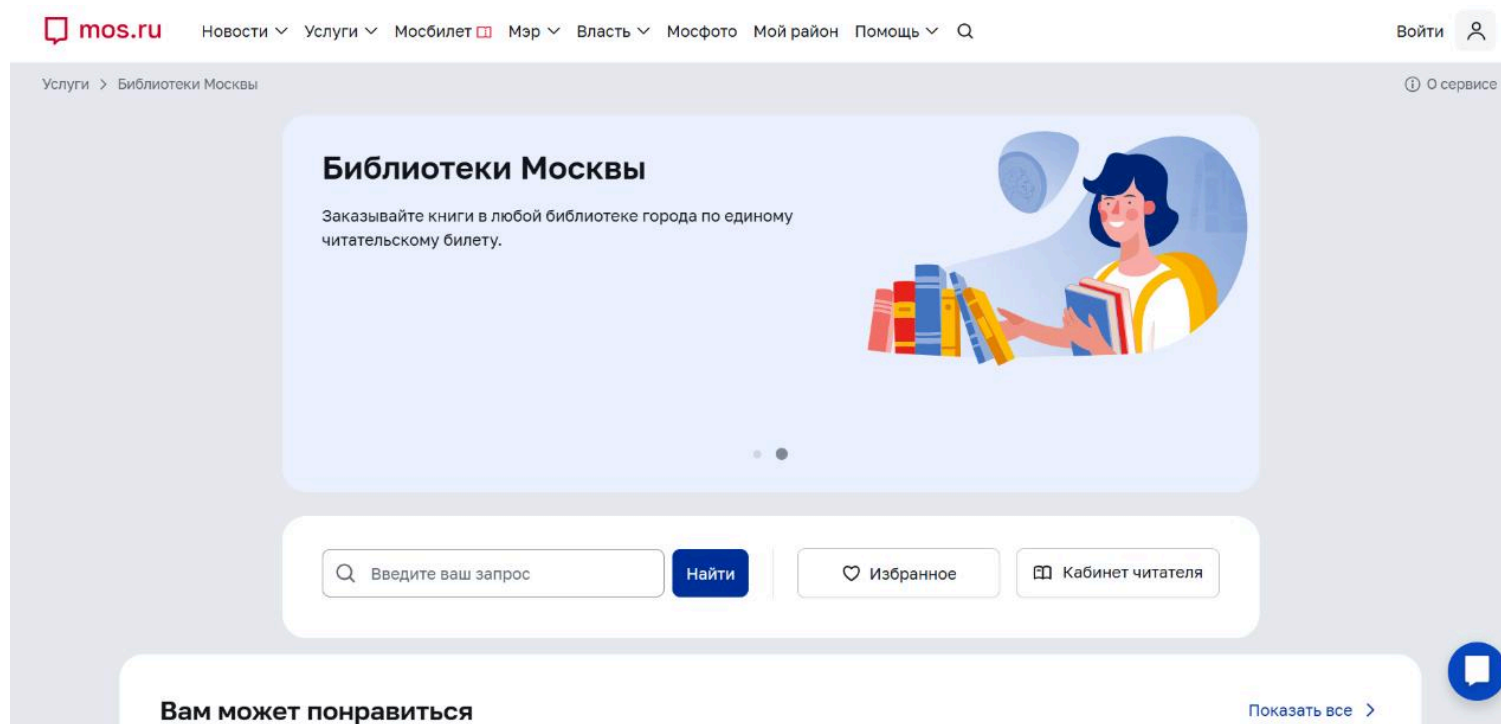 mos.ru Новости Услуги Мосбилет Мэр Власть Мосфото Мой район Помощь Войти
Услуги > Библиотеки Москвы О сервисе
Библиотеки Москвы
Заказывайте книги в любой библиотеке города по единому
читательскому билету.
Введите ваш запрос Найти Избранное Кабинет читателя
Вам может понравиться Показать все >